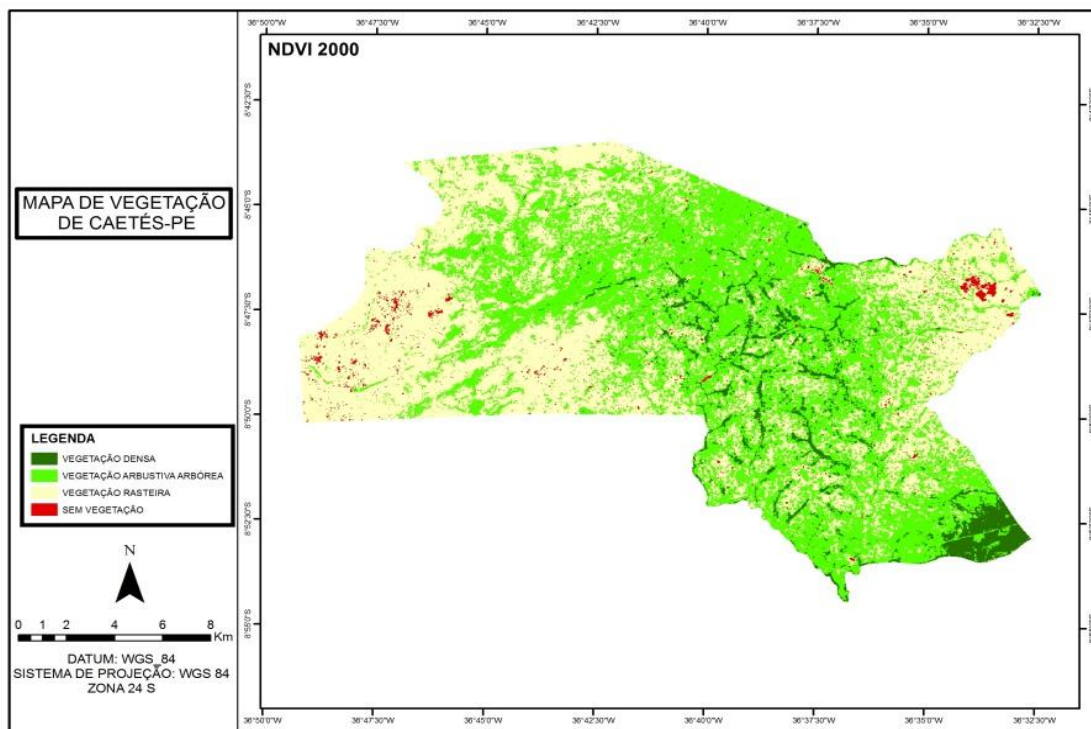 36°50'0"W 36°47'30"W 36°45'0"W 36°42'30"W 36°40'0"W 36°37'30"W 36°35'0"W 36°32'30"W
NDVI 2000
8°42'30"S
8°45'0"S
8°47'30"S
8°50'0"S
8°52'30"S
8°55'0"S
MAPA DE VEGETAÇÃO
DE CAETÉS-PE
LEGENDA
VEGETAÇÃO DENSA
VEGETAÇÃO ARBUSTIVA ARBÓREA
VEGETAÇÃO RASTEIRA
SEM VEGETAÇÃO
N
0 1 2 4 6 8
Km
DATUM: WGS_84
SISTEMA DE PROJEÇÃO: WGS 84
ZONA 24 S
36°50'0"W 36°47'30"W 36°45'0"W 36°42'30"W 36°40'0"W 36°37'30"W 36°35'0"W 36°32'30"W